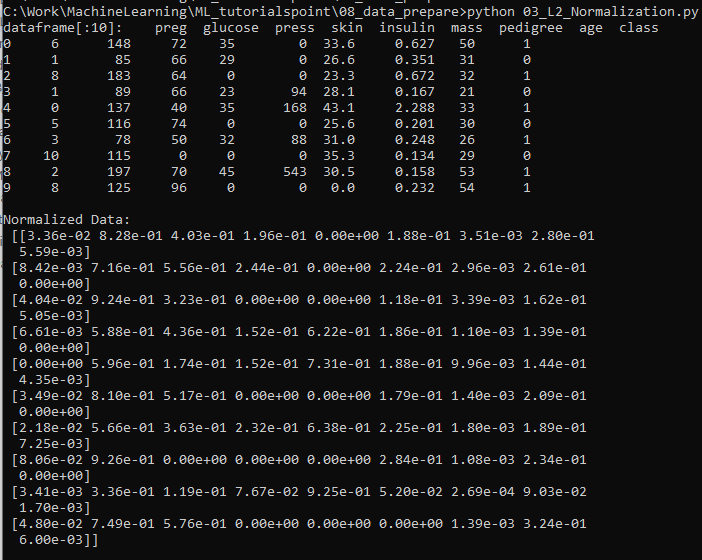 C:\Work\MachineLearning\ML_tutorialspoint\08_data_prepare>python 03_L2_Normalization.py
dataframe[:10]:    preg  glucose  press  skin  insulin  mass  pedigree  age  class
0   6      148     72   35      0  33.6     0.627   50      1
1   1       85     66   29      0  26.6     0.351   31      0
2   8      183     64    0      0  23.3     0.672   32      1
3   1       89     66   23     94  28.1     0.167   21      0
4   0      137     40   35    168  43.1     2.288   33      1
5   5      116     74    0      0  25.6     0.201   30      0
6   3       78     50   32     88  31.0     0.248   26      1
7  10      115      0    0      0  35.3     0.134   29      0
8   2      197     70   45    543  30.5     0.158   53      1
9   8      125     96    0      0   0.0     0.232   54      1
Normalized Data:
[[3.36e-02 8.28e-01 4.03e-01 1.96e-01 0.00e+00 1.88e-01 3.51e-03 2.80e-01
5.59e-03]
[8.42e-03 7.16e-01 5.56e-01 2.44e-01 0.00e+00 2.24e-01 2.96e-03 2.61e-01
0.00e+00]
[4.04e-02 9.24e-01 3.23e-01 0.00e+00 0.00e+00 1.18e-01 3.39e-03 1.62e-01
5.05e-03]
[6.61e-03 5.88e-01 4.36e-01 1.52e-01 6.22e-01 1.86e-01 1.10e-03 1.39e-01
0.00e+00]
[0.00e+00 5.96e-01 1.74e-01 1.52e-01 7.31e-01 1.88e-01 9.96e-03 1.44e-01
4.35e-03]
[3.49e-02 8.10e-01 5.17e-01 0.00e+00 0.00e+00 1.79e-01 1.40e-03 2.09e-01
0.00e+00]
[2.18e-02 5.66e-01 3.63e-01 2.32e-01 6.38e-01 2.25e-01 1.80e-03 1.89e-01
7.25e-03]
[8.06e-02 9.26e-01 0.00e+00 0.00e+00 0.00e+00 2.84e-01 1.08e-03 2.34e-01
0.00e+00]
[3.41e-03 3.36e-01 1.19e-01 7.67e-02 9.25e-01 5.20e-02 2.69e-04 9.03e-02
1.70e-03]
[4.80e-02 7.49e-01 5.76e-01 0.00e+00 0.00e+00 0.00e+00 1.39e-03 3.24e-01
6.00e-03]]